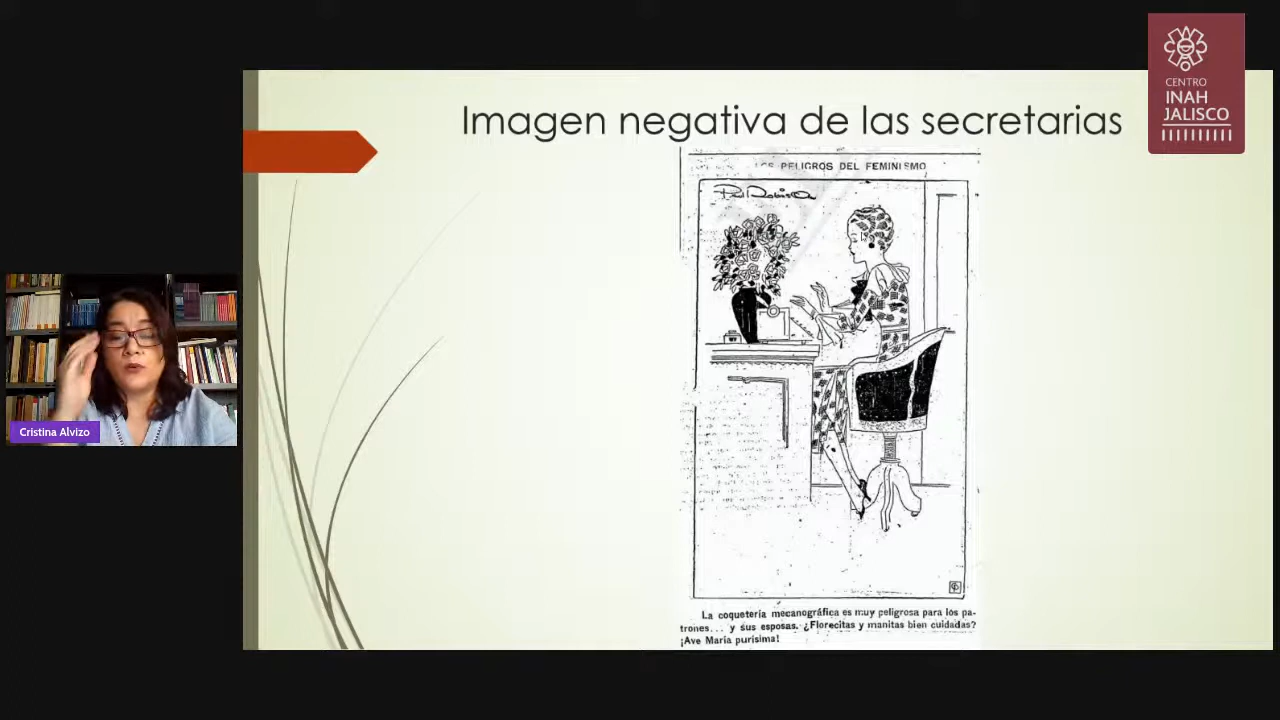 CENTRO
INAH
JALISCO
Imagen negativa de las secretarias
PELIGROS DEL FEMINISMO
La coquetería mecanográfica es muy peligrosa para los pa-
trones... y sus esposas. ¿Florecitas y manitas bien cuidadas?
¡Ave María purísima!
Cristina Alvizo